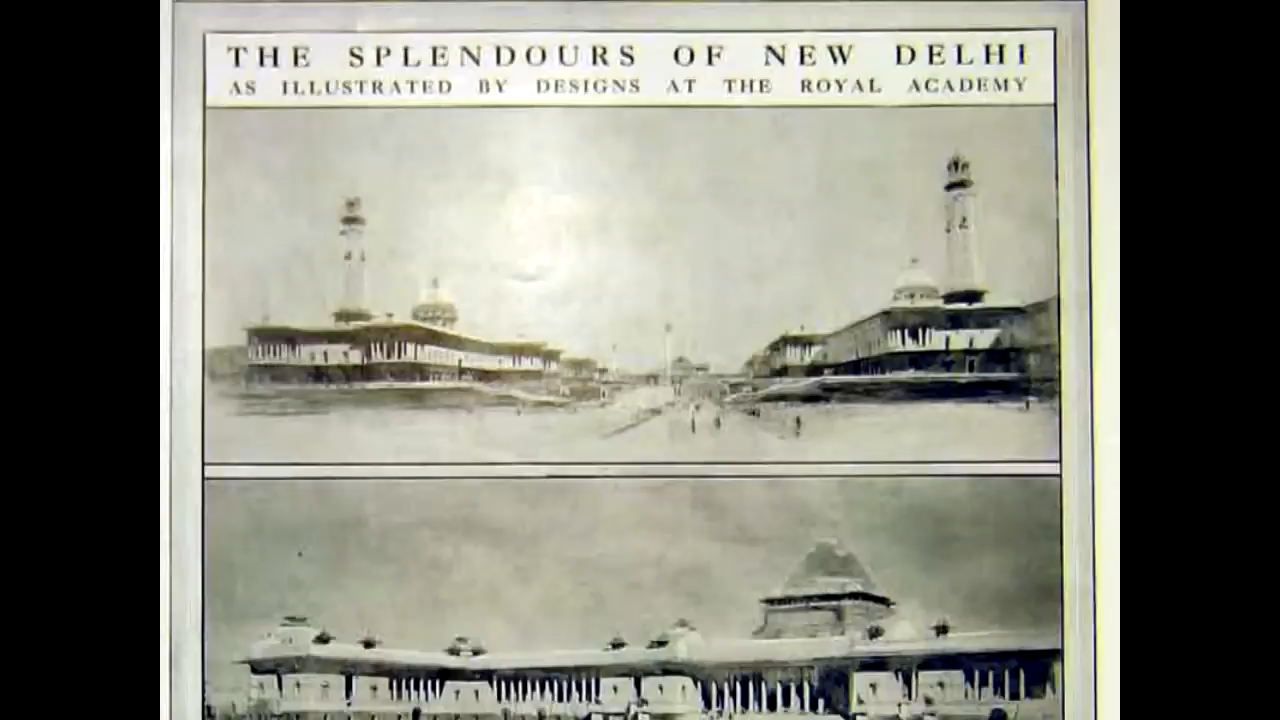 THE SPLENDOURS OF NEW DELHI
AS ILLUSTRATED BY DESIGNS AT THE ROYAL ACADEMY